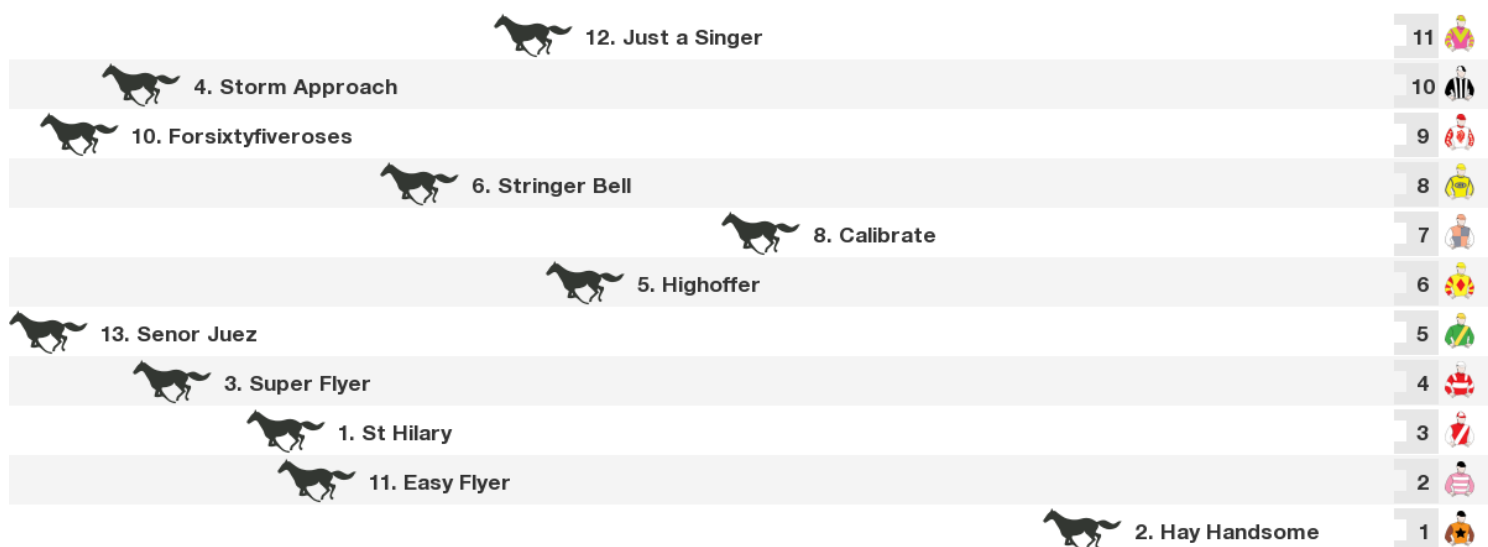 12. Just a Singer 11
4. Storm Approach 10
10. Forsixtyfiveroses 9
6. Stringer Bell 8
8. Calibrate 7
5. Highoffer 6
13. Senor Juez 5
3. Super Flyer 4
1. St Hilary 3
11. Easy Flyer 2
2. Hay Handsome 1